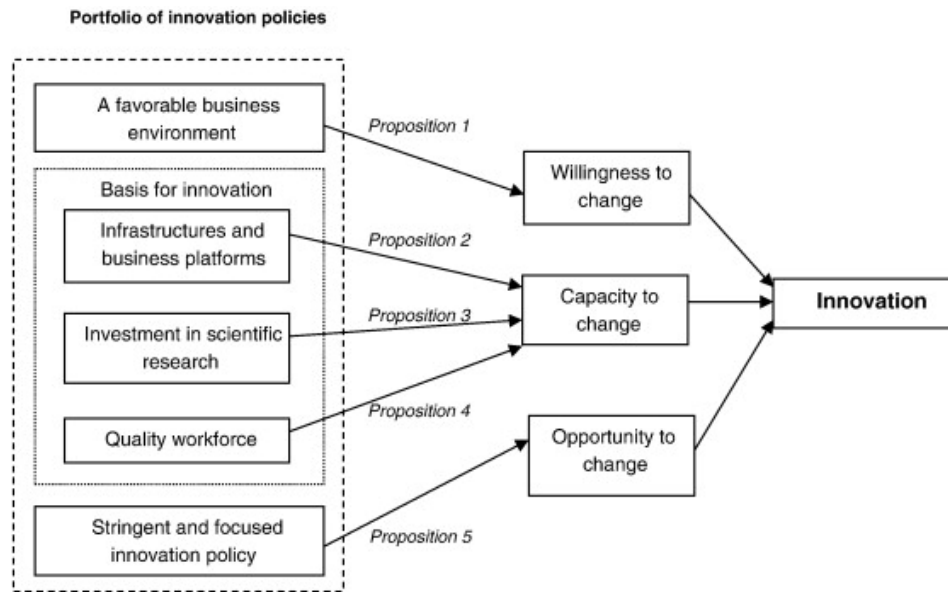 Portfolio of innovation policies
A favorable business
environment
Proposition 1
Basis for innovation
Willingness to
change
Infrastructures and
business platforms
Proposition 2
Capacity to
change
Innovation
Investment in scientific
research
Proposition 3
Quality workforce
Proposition 4
Opportunity to
change
Stringent and focused
innovation policy
Proposition 5